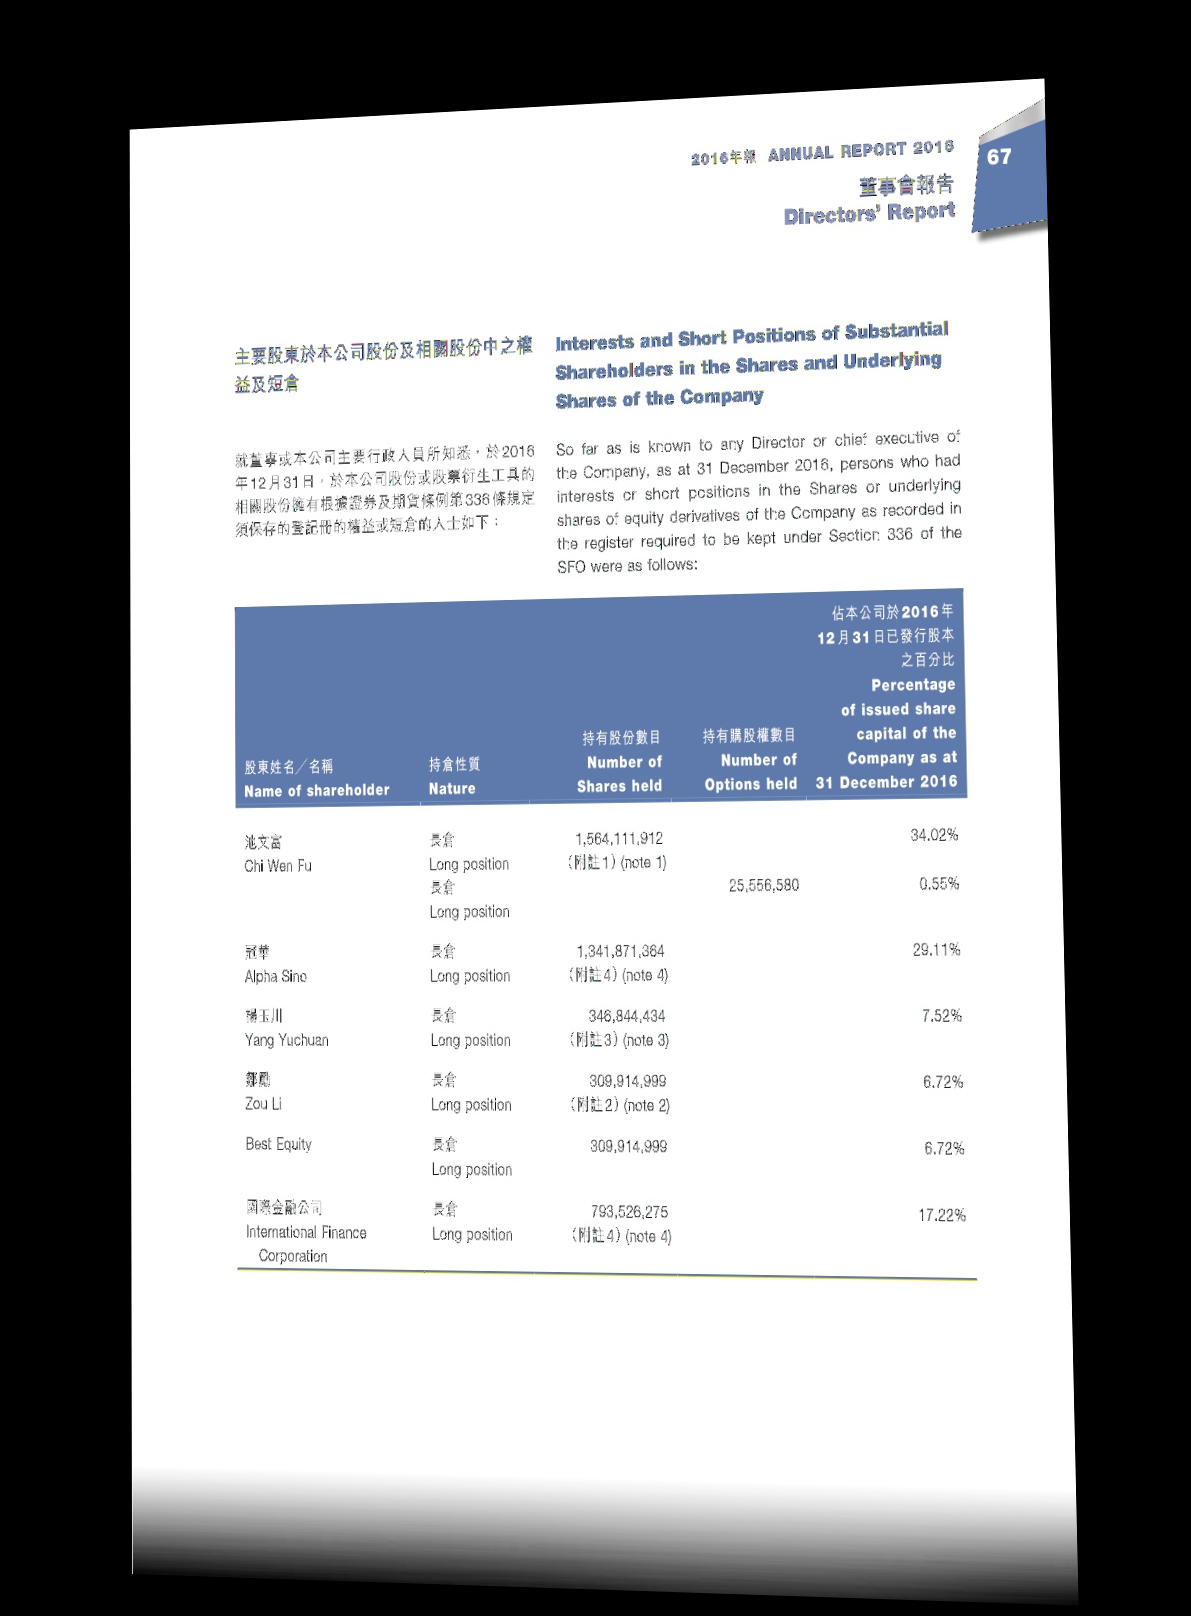 2016年報 ANNUAL REPORT 2016
67
董事會報告
Directors' Report
主要股東於本公司股份及相關股份中之權
益及短倉
Interests and Short Positions of Substantial
Shareholders in the Shares and Underlying
Shares of the Company
就董事或本公司主要行政人員所知悉，於2016
年12月31日，於本公司股份或股票衍生工具的
相關股份擁有根據證券及期貨條例第336條規定
須保存的登記冊的權益或短倉的人士如下：
So far as is known to any Director or chief executive of
the Company, as at 31 December 2016, persons who had
interests or short positions in the Shares or underlying
shares of equity derivatives of the Company as recorded in
the register required to be kept under Section 336 of the
SFO were as follows:
股東姓名／名稱
Name of shareholder
持倉性質
Nature
持有股份數目
Number of
Shares held
持有購股權數目
Number of
Options held
佔本公司於2016年
12月31日已發行股本
之百分比
Percentage
of issued share
capital of the
Company as at
31 December 2016
池文富 長倉 1,564,111,912 34.02%
Chi Wen Fu Long position （附註1）(note 1)
長倉 25,556,580 0.55%
Long position
冠華 長倉 1,341,871,364 29.11%
Alpha Sino Long position （附註4）(note 4)
楊玉川 長倉 346,844,434 7.52%
Yang Yuchuan Long position （附註3）(note 3)
鄒勵 長倉 309,914,999 6.72%
Zou Li Long position （附註2）(note 2)
Best Equity 長倉 309,914,999 6.72%
Long position
國際金融公司 長倉 793,526,275 17.22%
International Finance Long position （附註4）(note 4)
Corporation